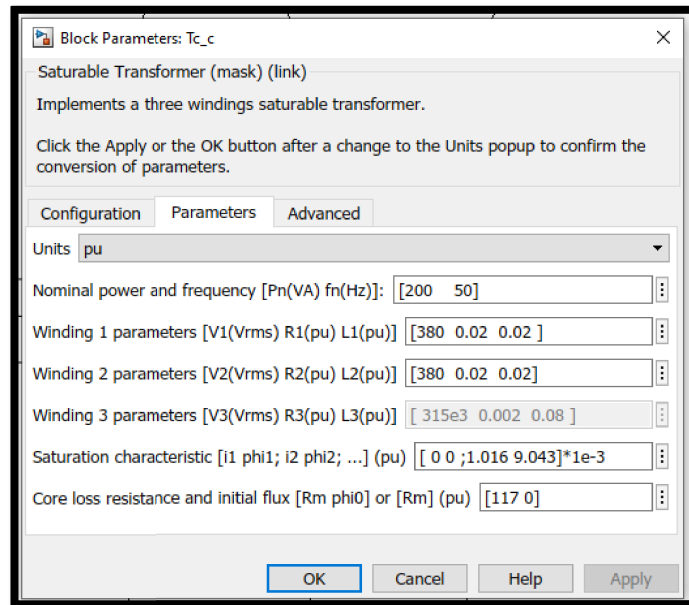 Block Parameters: Tc_c
Saturable Transformer (mask) (link)
Implements a three windings saturable transformer.
Click the Apply or the OK button after a change to the Units popup to confirm the
conversion of parameters.
Configuration Parameters Advanced
Units pu
Nominal power and frequency [Pn(VA) fn(Hz)]: [200 50]
Winding 1 parameters [V1(Vrms) R1(pu) L1(pu)] [380 0.02 0.02 ]
Winding 2 parameters [V2(Vrms) R2(pu) L2(pu)] [380 0.02 0.02]
Winding 3 parameters [V3(Vrms) R3(pu) L3(pu)] [ 315e3 0.002 0.08 ]
Saturation characteristic [i1 phi1; i2 phi2; ...] (pu) [ 0 0 ;1.016 9.043]*1e-3
Core loss resistance and initial flux [Rm phi0] or [Rm] (pu) [117 0]
OK Cancel Help Apply